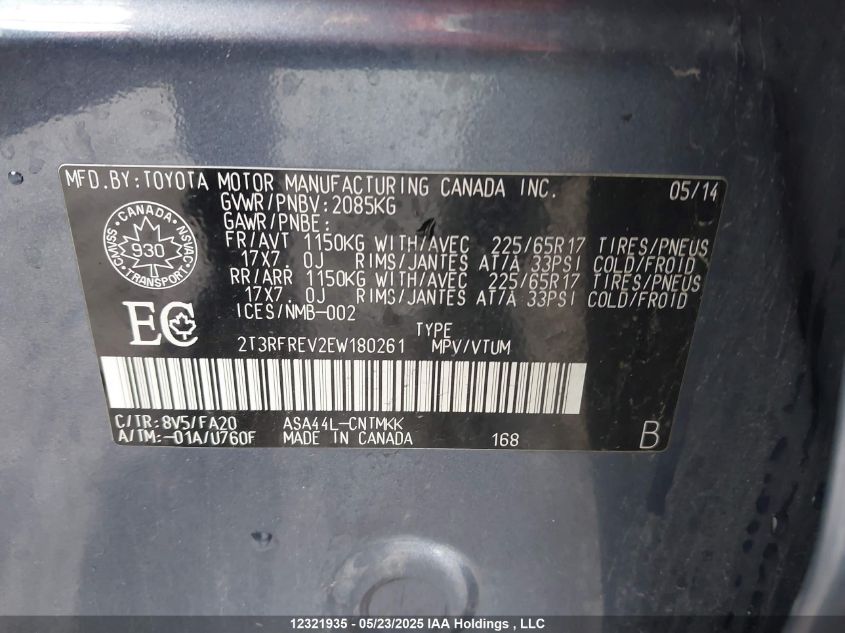 MFD.BY:TOYOTA MOTOR MANUFACTURING CANADA INC. 05/14
GVWR/PNBV:2085KG
GAWR/PNBE:
FR/AVT 1150KG WITH/AVEC 225/65R17 TIRES/PNEUS
17X7.0J RIMS/JANTES AT/À 33PSI COLD/FROID
RR/ARR 1150KG WITH/AVEC 225/65R17 TIRES/PNEUS
17X7.0J RIMS/JANTES AT/À 33PSI COLD/FROID
ICES/NMB-002
CANADA
CMVSS 930 NSVAC
TRANSPORT
EC
TYPE
2T3RFREV2EW180261 MPV/VTUM
C/TR:8V5/FA20 ASA44L-CNTMKK
A/TM:-01A/U760F MADE IN CANADA 168 B
12321935 - 05/23/2025 IAA Holdings , LLC